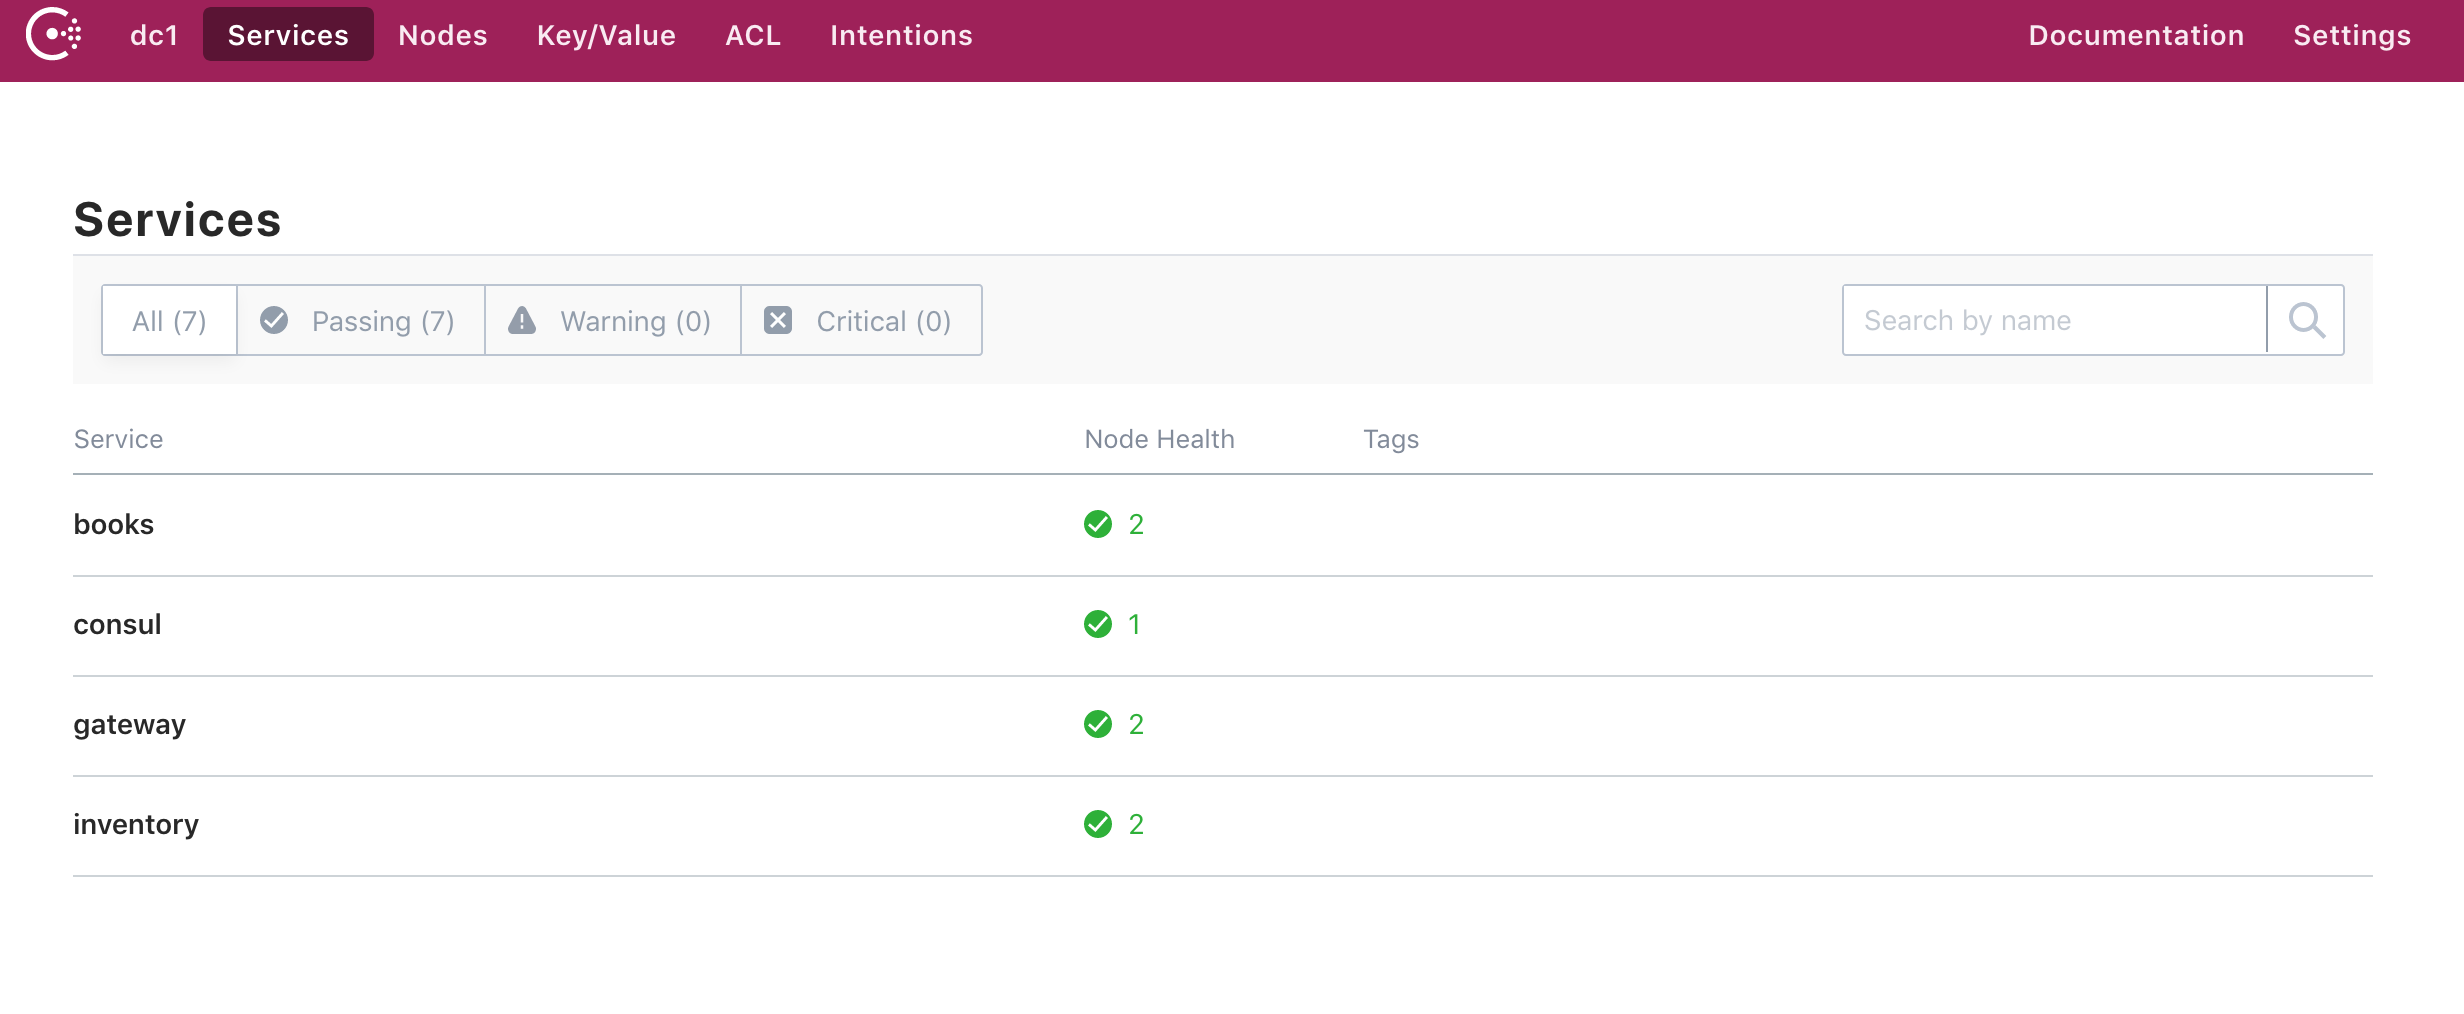 dc1 Services Nodes Key/Value ACL Intentions Documentation Settings
Services
All (7) Passing (7) Warning (0) Critical (0) Search by name
Service Node Health Tags
books 2
consul 1
gateway 2
inventory 2